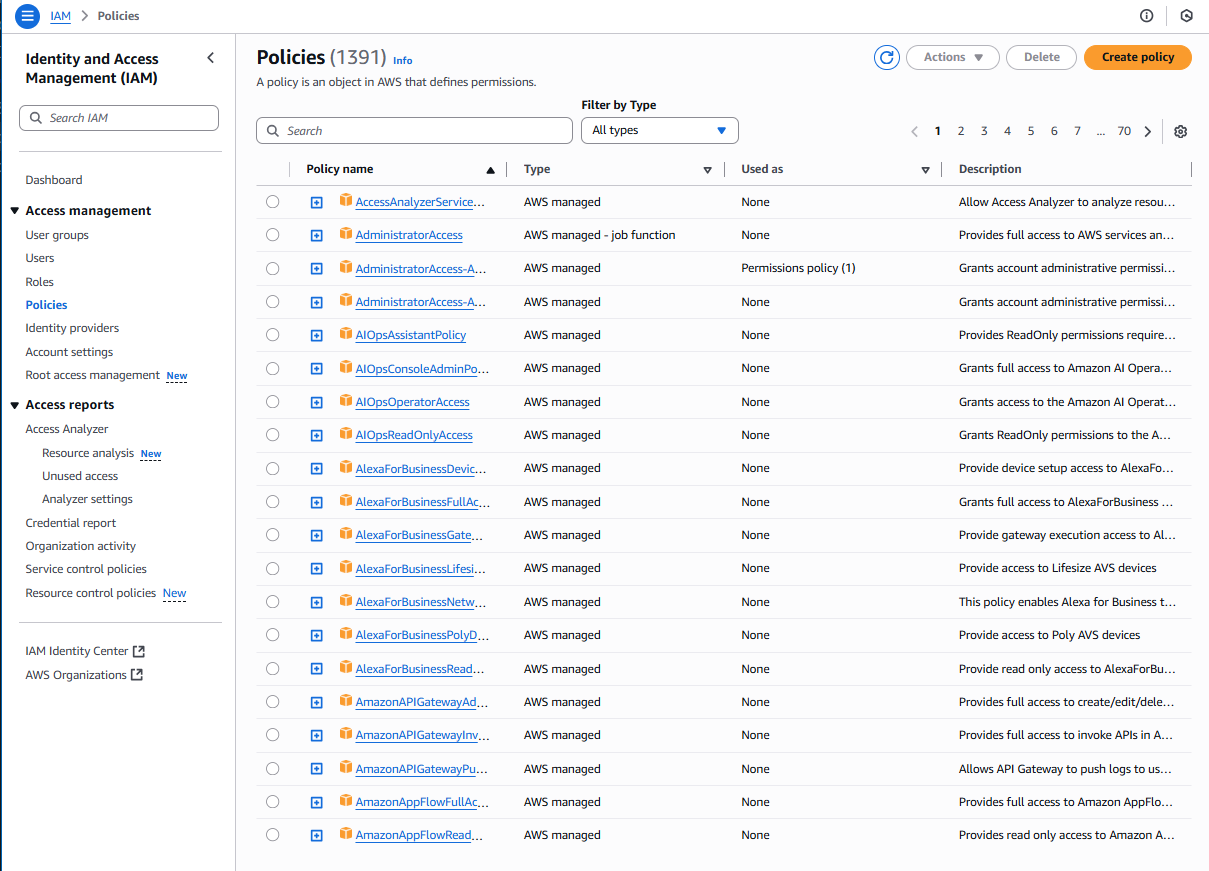 IAM > Policies
Identity and Access
Management (IAM)
Search IAM
Dashboard
Access management
User groups
Users
Roles
Policies
Identity providers
Account settings
Root access management New
Access reports
Access Analyzer
Resource analysis New
Unused access
Analyzer settings
Credential report
Organization activity
Service control policies
Resource control policies New
IAM Identity Center
AWS Organizations
Policies (1391) Info
A policy is an object in AWS that defines permissions.
Actions Delete Create policy
Filter by Type
Search All types 1 2 3 4 5 6 7 ... 70
Policy name Type Used as Description
AccessAnalyzerService... AWS managed None Allow Access Analyzer to analyze resou...
AdministratorAccess AWS managed - job function None Provides full access to AWS services an...
AdministratorAccess-A... AWS managed Permissions policy (1) Grants account administrative permissi...
AdministratorAccess-A... AWS managed None Grants account administrative permissi...
AIOpsAssistantPolicy AWS managed None Provides ReadOnly permissions require...
AIOpsConsoleAdminPo... AWS managed None Grants full access to Amazon AI Opera...
AIOpsOperatorAccess AWS managed None Grants access to the Amazon AI Operat...
AIOpsReadOnlyAccess AWS managed None Grants ReadOnly permissions to the A...
AlexaForBusinessDevic... AWS managed None Provide device setup access to AlexaFo...
AlexaForBusinessFullAc... AWS managed None Grants full access to AlexaForBusiness ...
AlexaForBusinessGate... AWS managed None Provide gateway execution access to Al...
AlexaForBusinessLifesi... AWS managed None Provide access to Lifesize AVS devices
AlexaForBusinessNetw... AWS managed None This policy enables Alexa for Business t...
AlexaForBusinessPolyD... AWS managed None Provide access to Poly AVS devices
AlexaForBusinessRead... AWS managed None Provide read only access to AlexaForBu...
AmazonAPIGatewayAd... AWS managed None Provides full access to create/edit/dele...
AmazonAPIGatewayInv... AWS managed None Provides full access to invoke APIs in A...
AmazonAPIGatewayPu... AWS managed None Allows API Gateway to push logs to us...
AmazonAppFlowFullAc... AWS managed None Provides full access to Amazon AppFlo...
AmazonAppFlowRead... AWS managed None Provides read only access to Amazon A...